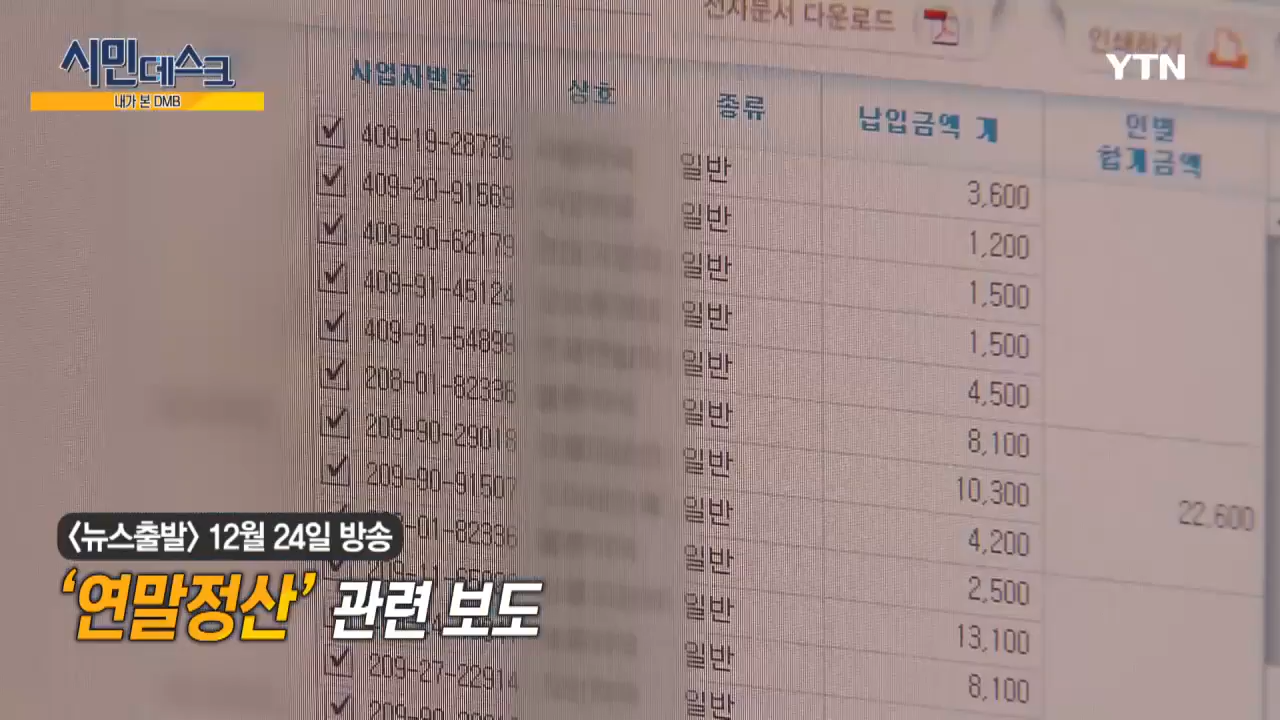 시민데스크
내가 본 DMB
YTN
전자문서 다운로드
인쇄하기
사업자번호 상호 종류 납입금액 계 인별
합계금액
409-19-28736 일반 3,600
409-20-91569 일반 1,200
409-90-62179 일반 1,500
409-91-45124 일반 1,500
409-91-54899 일반 4,500
208-01-82336 일반 8,100
209-90-29018 일반 10,300 22,600
209-90-91507 일반 4,200
01-82336 일반 2,500
일반 13,100
일반 8,100
209-27-22914 일반
〈뉴스출발〉 12월 24일 방송
‘연말정산’ 관련 보도